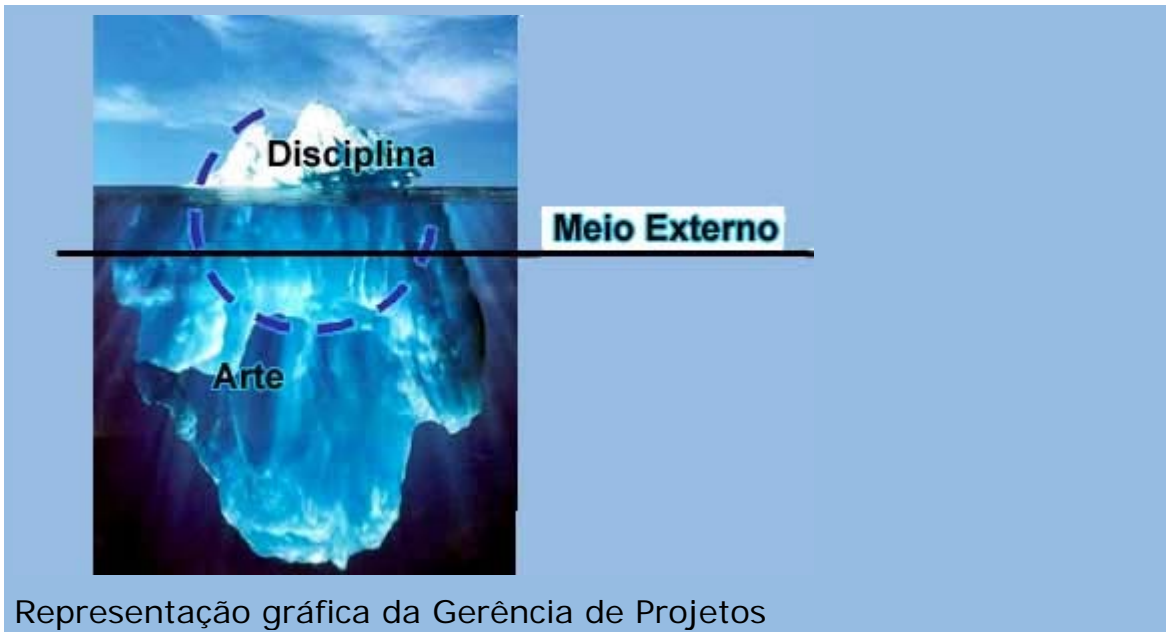 Disciplina
Meio Externo
Arte
Representação gráfica da Gerência de Projetos